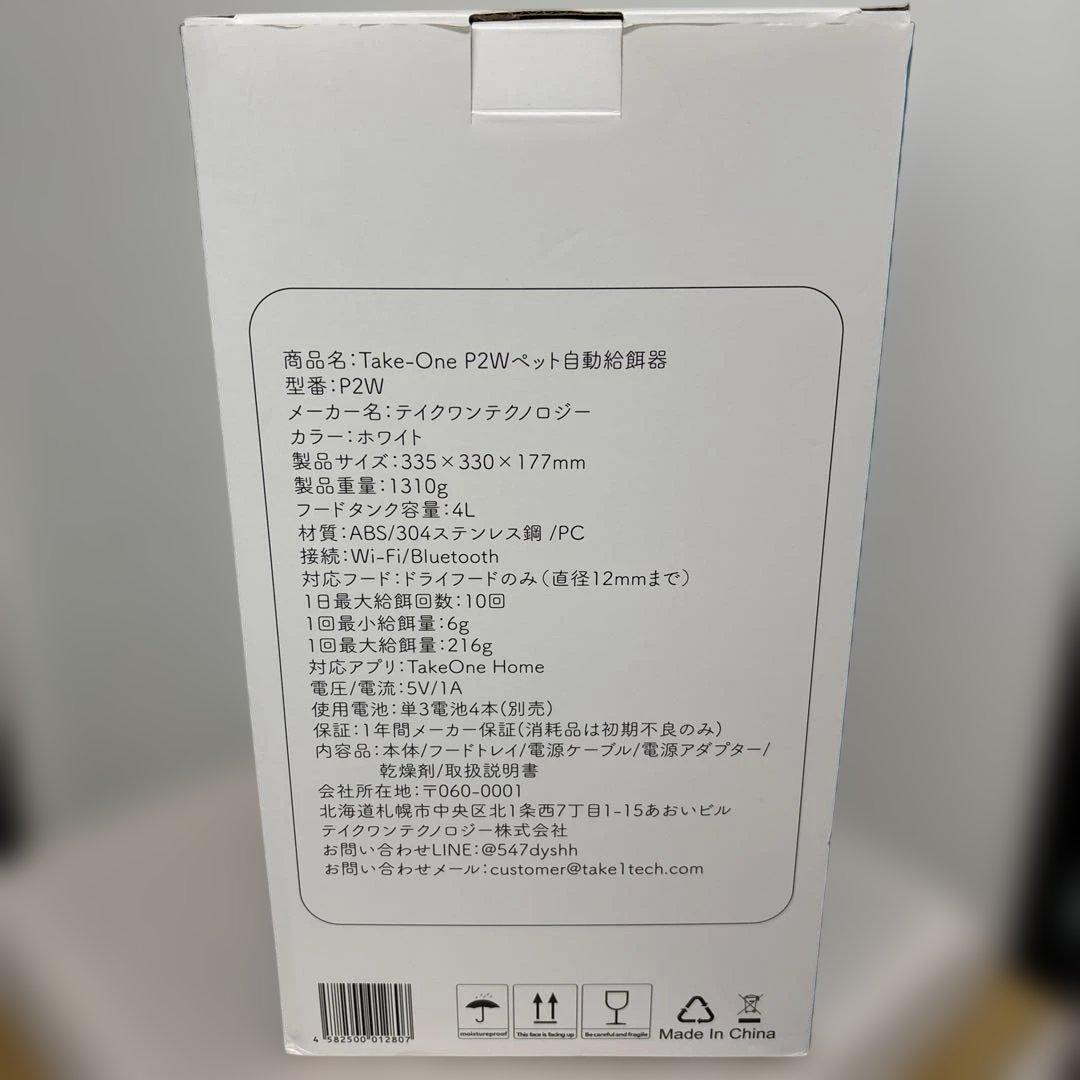 商品名:Take-One P2Wペット自動給餌器
型番:P2W
メーカー名:テイクワンテクノロジー
カラー:ホワイト
製品サイズ:335×330×177mm
製品重量:1310g
フードタンク容量:4L
材質:ABS/304ステンレス鋼 /PC
接続:Wi-Fi/Bluetooth
対応フード:ドライフードのみ(直径12mmまで)
1日最大給餌回数:10回
1回最小給餌量:6g
1回最大給餌量:216g
対応アプリ:TakeOne Home
電圧/電流:5V/1A
使用電池:単3電池4本(別売)
保証:1年間メーカー保証(消耗品は初期不良のみ)
内容品:本体/フードトレイ/電源ケーブル/電源アダプター/
乾燥剤/取扱説明書
会社所在地:〒060-0001
北海道札幌市中央区北1条西7丁目1-15あおいビル
テイクワンテクノロジー株式会社
お問い合わせLINE:@547dyshh
お問い合わせメール:customer@take1tech.com
4 582500 012807
moistureproof
This face is facing up
Be careful and fragile
Made In China